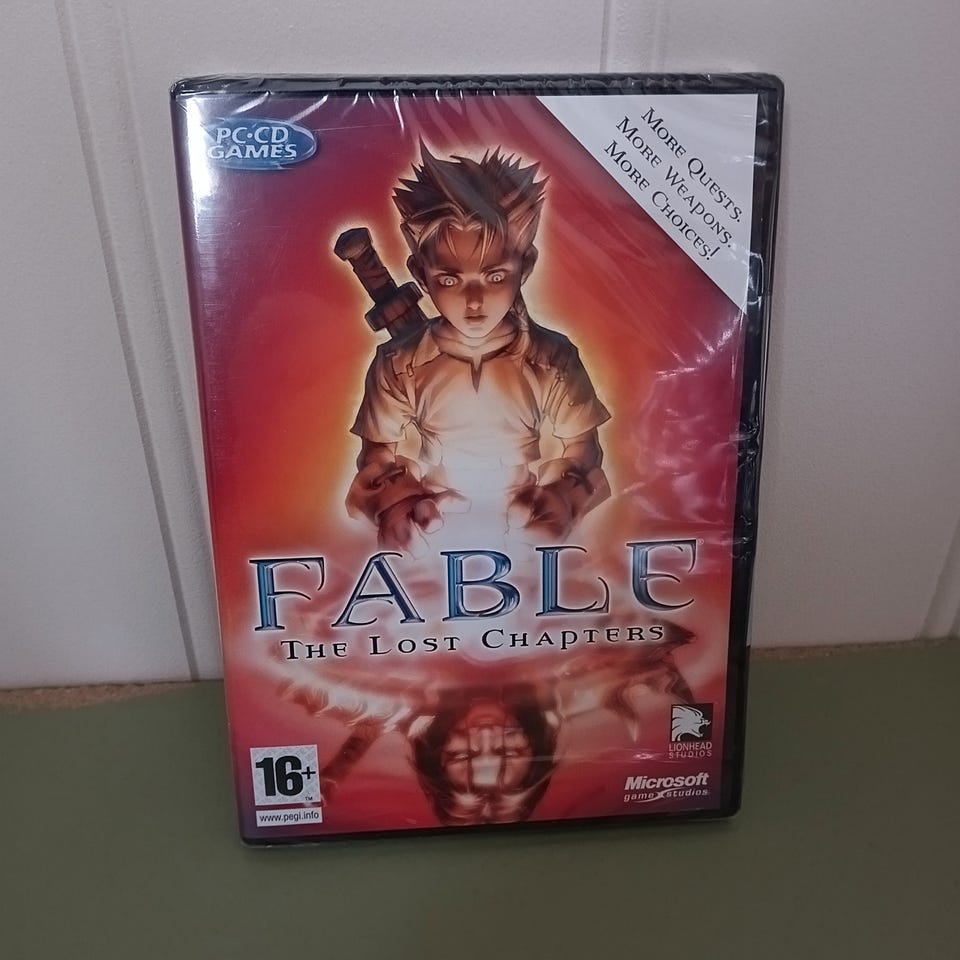 PC·CD
GAMES
MORE QUESTS.
MORE WEAPONS.
MORE CHOICES!
FABLE®
THE LOST CHAPTERS
LIONHEAD
STUDIOS
16+
TM
www.pegi.info
Microsoft
game studios